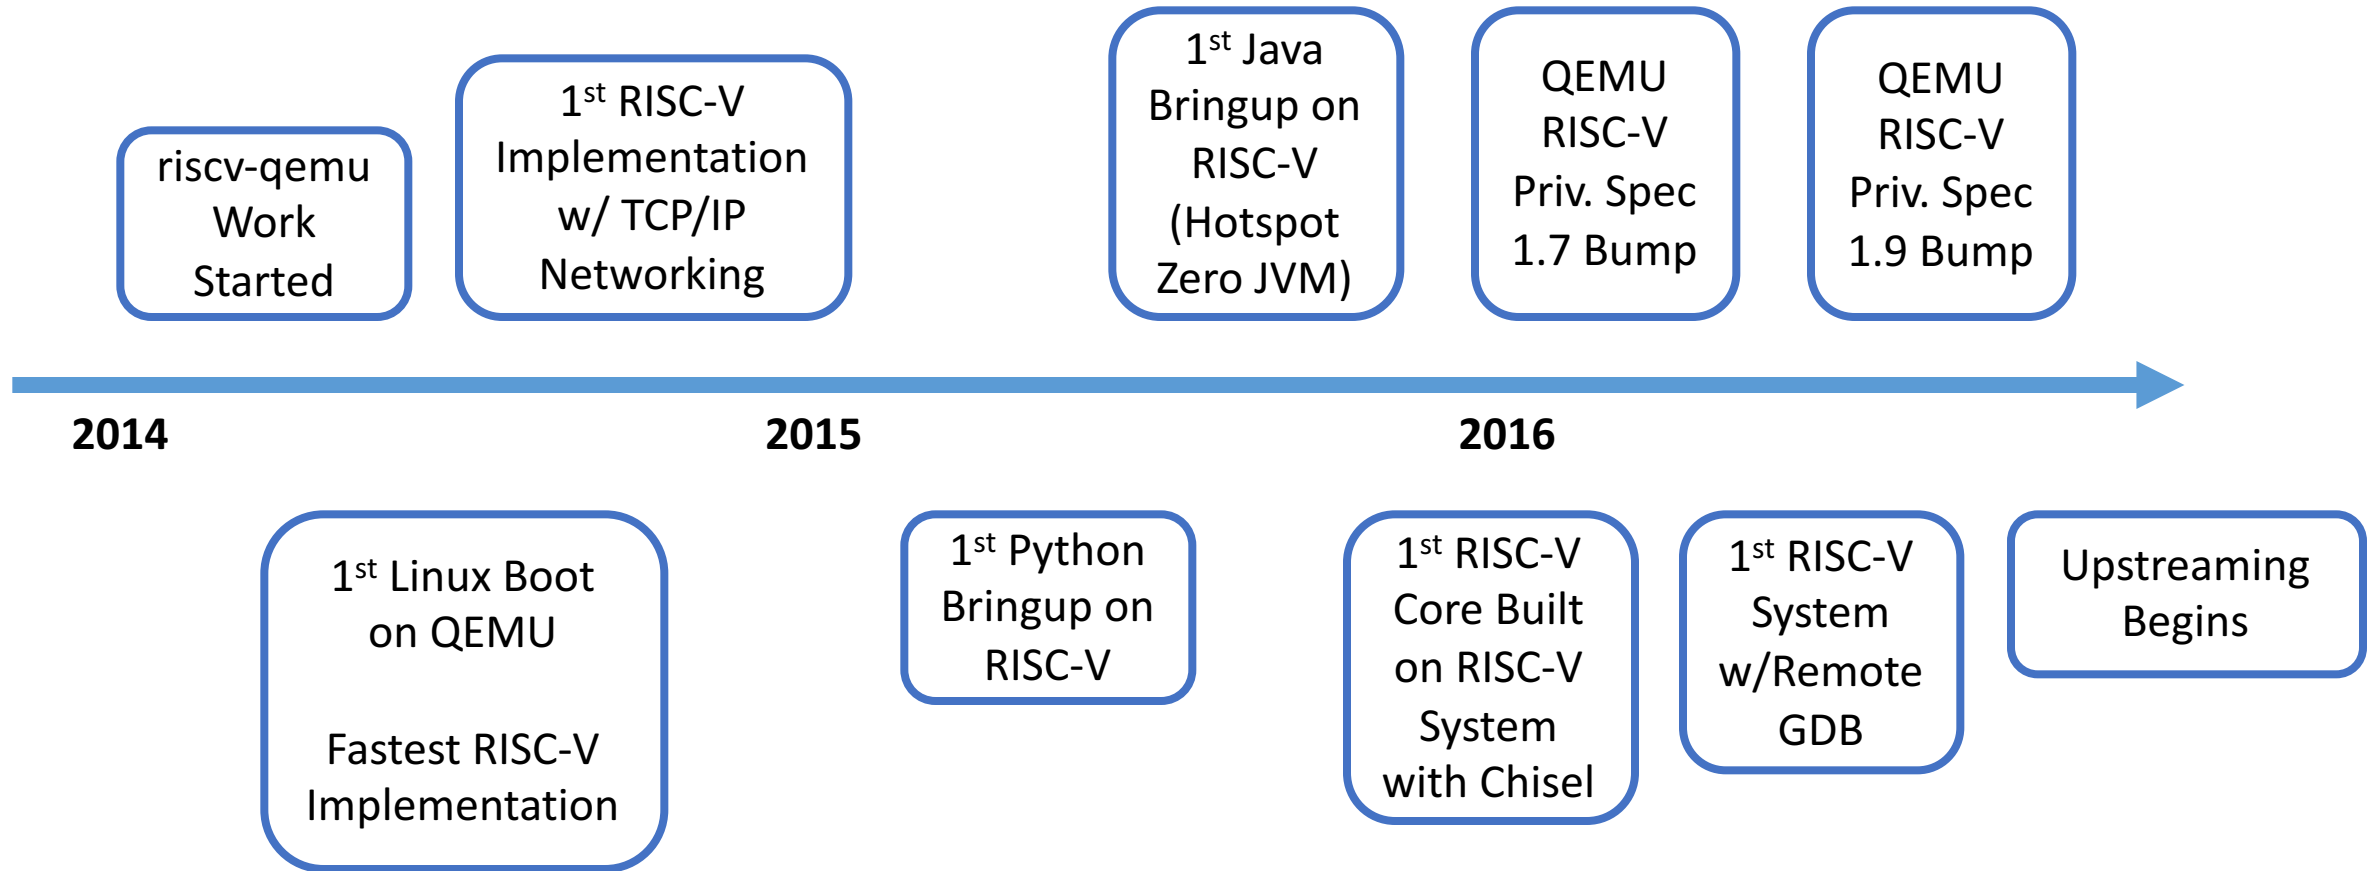 riscv-qemu
Work
Started
1st RISC-V
Implementation
w/ TCP/IP
Networking
1st Java
Bringup on
RISC-V
(Hotspot
Zero JVM)
QEMU
RISC-V
Priv. Spec
1.7 Bump
QEMU
RISC-V
Priv. Spec
1.9 Bump
2014
2015
2016
1st Linux Boot
on QEMU
Fastest RISC-V
Implementation
1st Python
Bringup on
RISC-V
1st RISC-V
Core Built
on RISC-V
System
with Chisel
1st RISC-V
System
w/Remote
GDB
Upstreaming
Begins